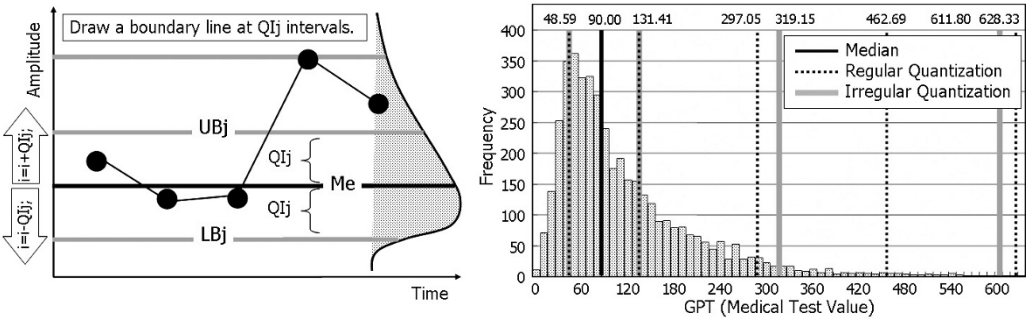 Draw a boundary line at QIj intervals.
Amplitude
i=i+QIj;
i=i-QIj;
UBj
QIj
Me
QIj
LBj
Time
48.59 90.00 131.41 297.05 319.15 462.69 611.80 628.33
Median
Regular Quantization
Irregular Quantization
Frequency
400
350
300
250
200
150
100
50
0
0 60 120 180 240 300 360 420 480 540 600
GPT (Medical Test Value)